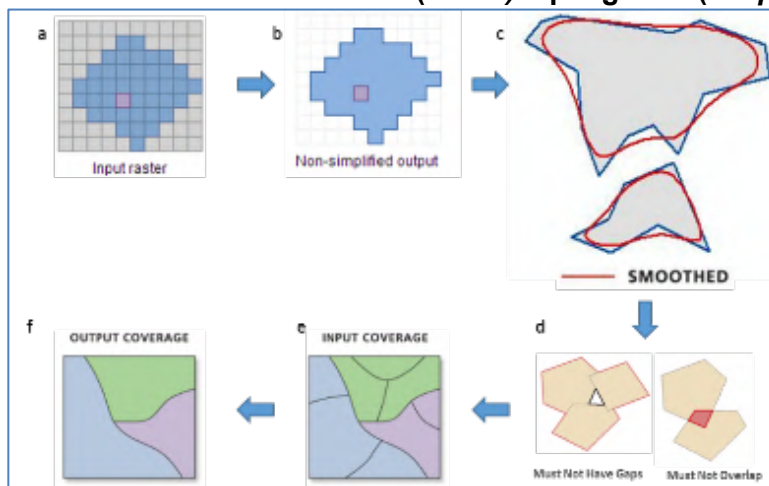 a
b
c
Input raster
Non-simplified output
SMOOTHED
f
OUTPUT COVERAGE
e
INPUT COVERAGE
d
Must Not Have Gaps
Must Not Overlap